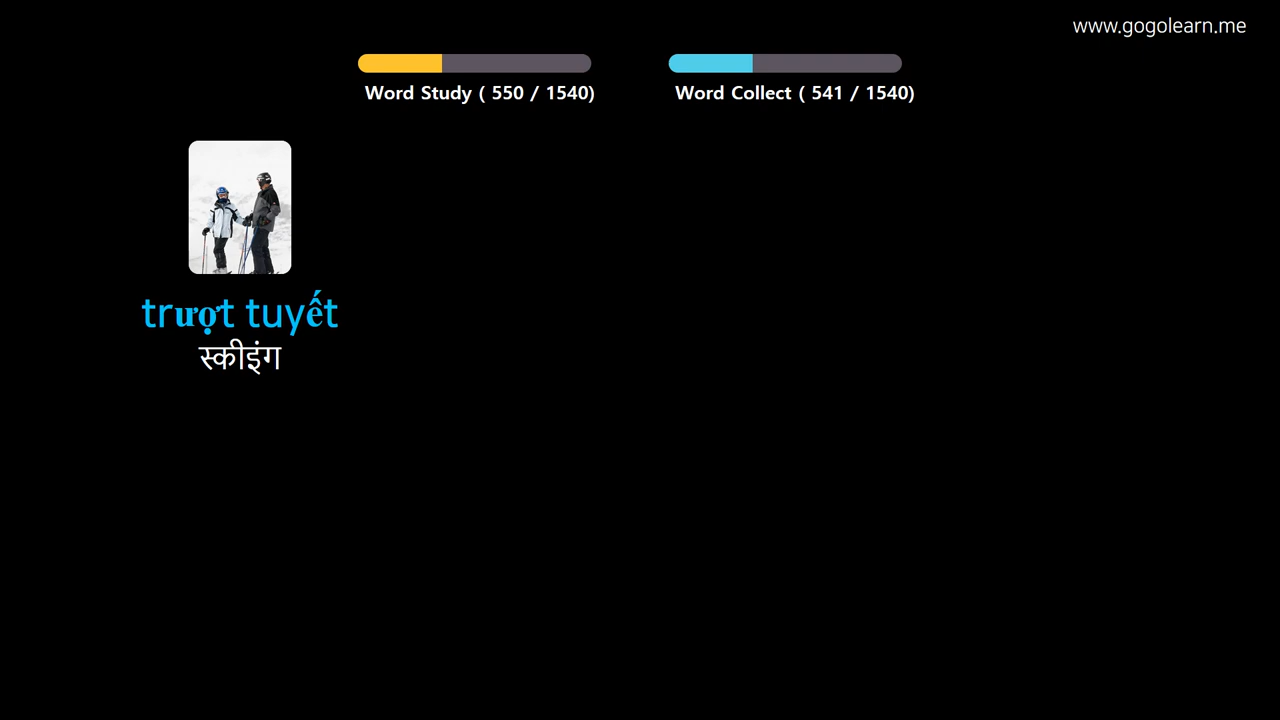 www.gogolearn.me
Word Study ( 550 / 1540)
Word Collect ( 541 / 1540)
trượt tuyết
स्कीइंग